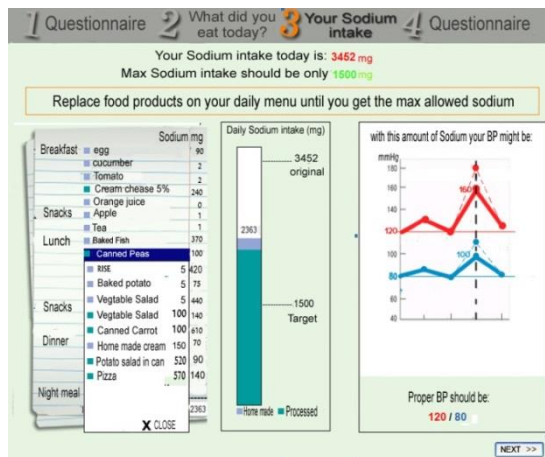 1 Questionnaire
2 What did you eat today?
3 Your Sodium intake
4 Questionnaire
Your Sodium intake today is: 3452 mg
Max Sodium intake should be only 1500 mg
Replace food products on your daily menu until you get the max allowed sodium
Sodium mg
Breakfast egg 90
cucumber 2
Tomato 2
Cream chease 5% 240
Orange juice 0
Snacks Apple 1
Tea 1
Lunch Baked Fish 370
Canned Peas 100
RISE 5 420
Baked potato 5 75
Vegtable Salad 5 440
Snacks Vegtable Salad 100 140
Canned Carrot 100 610
Dinner Home made cream 150 70
Potato salad in can 520 90
Pizza 570 140
Night meal 2363
X CLOSE
Daily Sodium intake (mg)
3452
original
2363
1500
Target
Home made Processed
with this amount of Sodium your BP might be:
mmHg
180
160
160
140
120
100
100
80
60
40
Proper BP should be:
120 / 80
NEXT >>